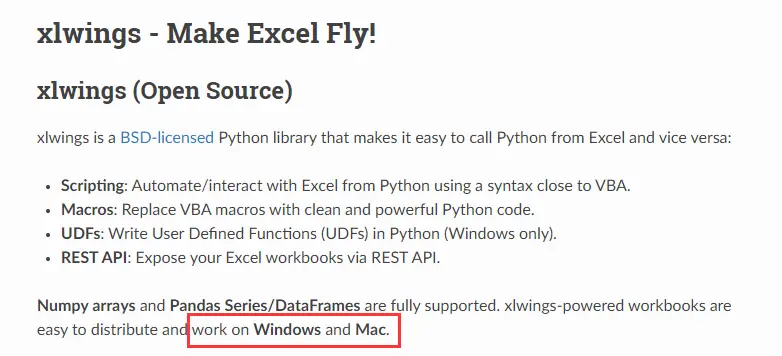 xlwings - Make Excel Fly!
xlwings (Open Source)
xlwings is a BSD-licensed Python library that makes it easy to call Python from Excel and vice versa:
• Scripting: Automate/interact with Excel from Python using a syntax close to VBA.
• Macros: Replace VBA macros with clean and powerful Python code.
• UDFs: Write User Defined Functions (UDFs) in Python (Windows only).
• REST API: Expose your Excel workbooks via REST API.
Numpy arrays and Pandas Series/DataFrames are fully supported. xlwings-powered workbooks are
easy to distribute and work on Windows and Mac.